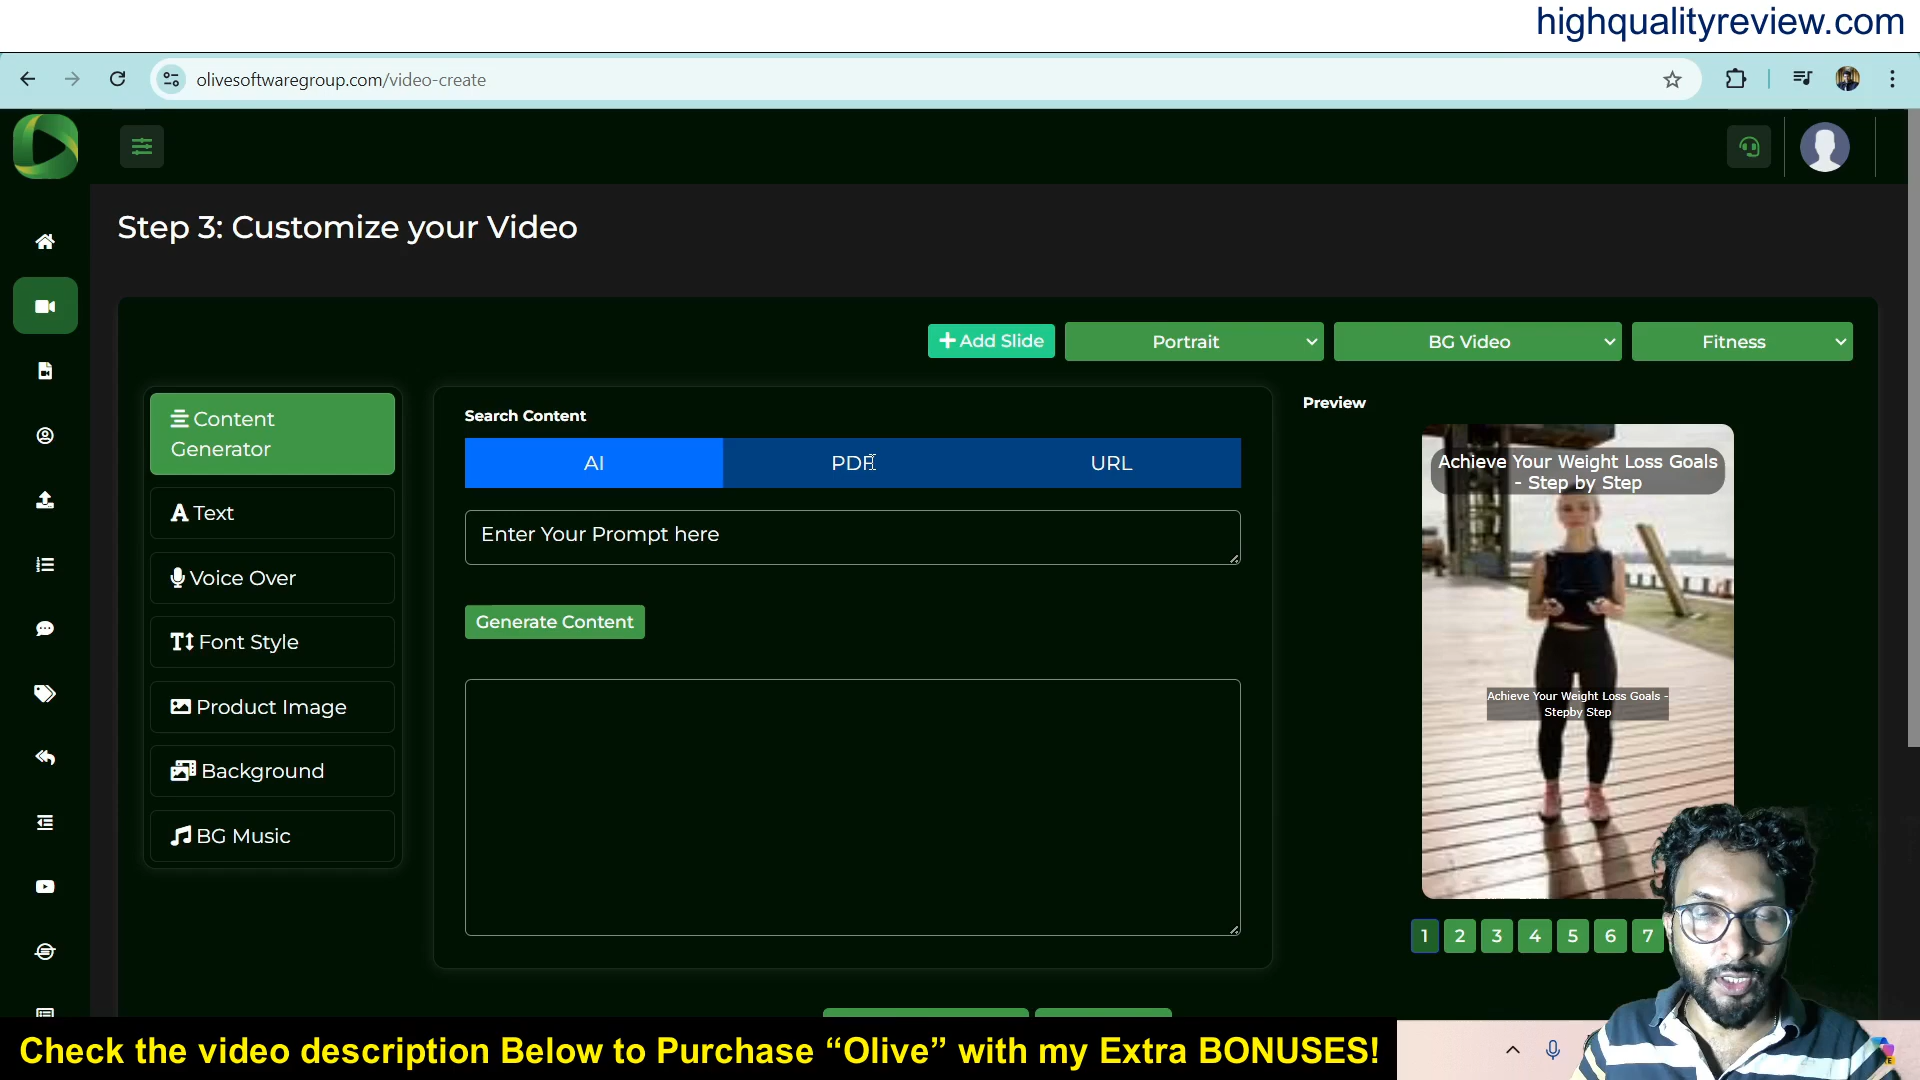 highqualityreview.com
olivesoftwaregroup.com/video-create
Step 3: Customize your Video
Add Slide
Portrait
BG Video
Fitness
Content
Generator
Text
Voice Over
Font Style
Product Image
Background
BG Music
Search Content
AI
PDF
URL
Enter Your Prompt here
Generate Content
Preview
Achieve Your Weight Loss Goals
- Step by Step
Achieve Your Weight Loss Goals -
Stepby Step
1 2 3 4 5 6 7
Check the video description Below to Purchase “Olive” with my Extra BONUSES!